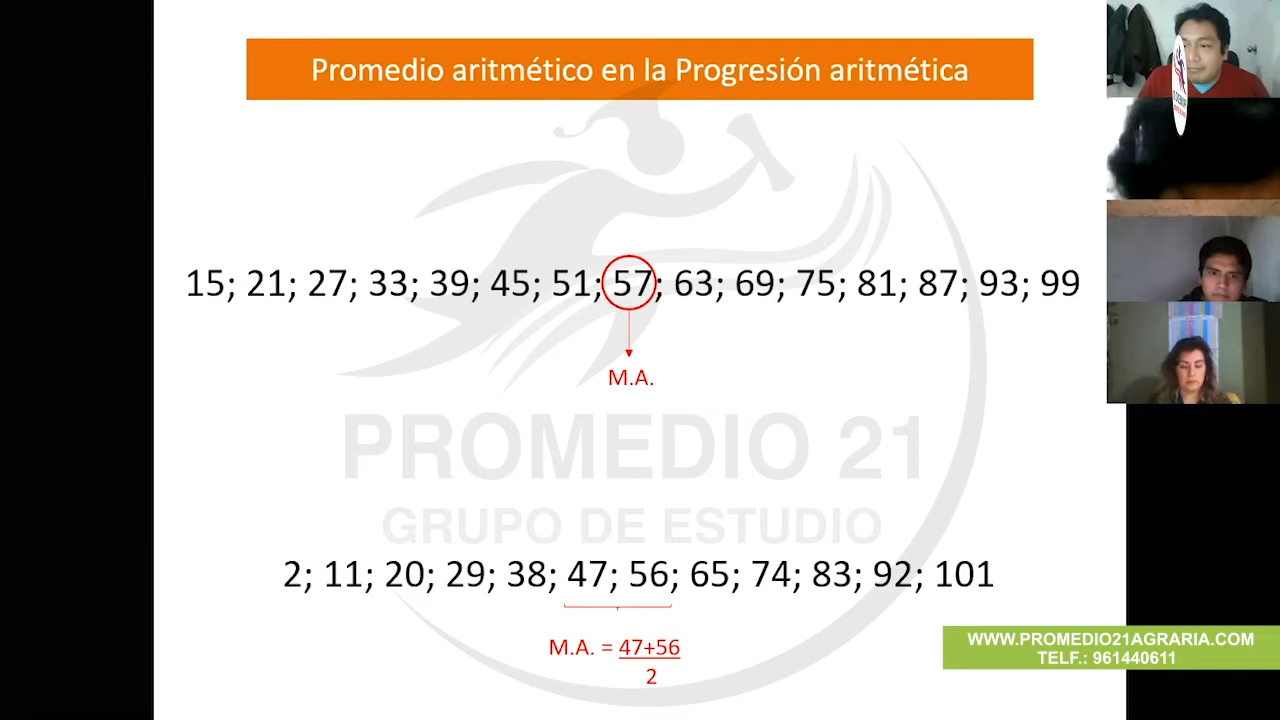 Promedio aritmético en la Progresión aritmética
15; 21; 27; 33; 39; 45; 51; 57; 63; 69; 75; 81; 87; 93; 99
M.A.
PROMEDIO 21
GRUPO DE ESTUDIO
2; 11; 20; 29; 38; 47; 56; 65; 74; 83; 92; 101
M.A. = 47+56
2
WWW.PROMEDIO21AGRARIA.COM
TELF.: 961440611